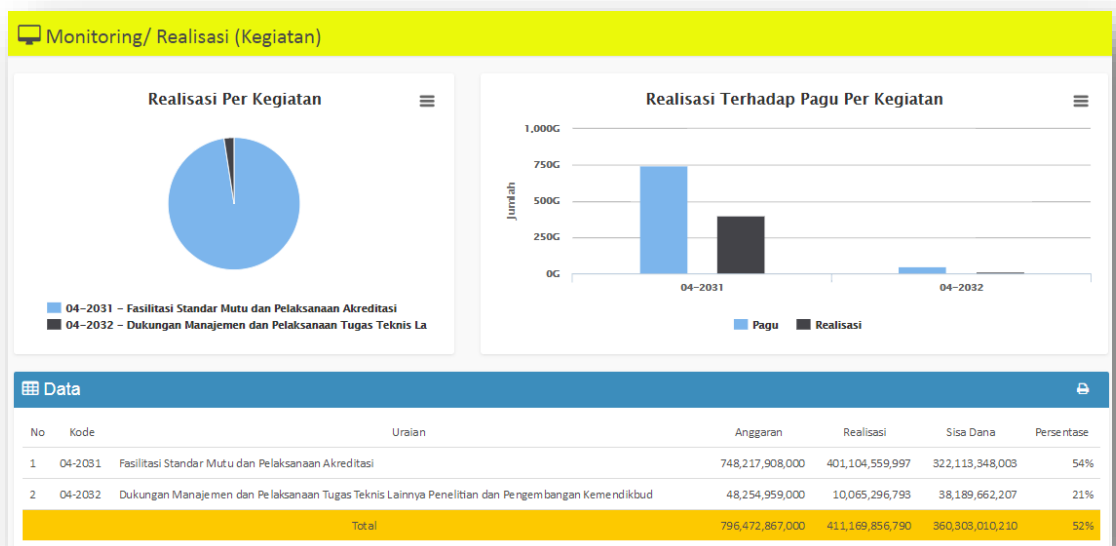 Monitoring/ Realisasi (Kegiatan)
Realisasi Per Kegiatan
04-2031 - Fasilitasi Standar Mutu dan Pelaksanaan Akreditasi
04-2032 - Dukungan Manajemen dan Pelaksanaan Tugas Teknis La
Realisasi Terhadap Pagu Per Kegiatan
Jumlah
1,000G
750G
500G
250G
0G
04-2031 04-2032
Pagu Realisasi
Data
No Kode Uraian Anggaran Realisasi Sisa Dana Persentase
1 04-2031 Fasilitasi Standar Mutu dan Pelaksanaan Akreditasi 748,217,908,000 401,104,559,997 322,113,348,003 54%
2 04-2032 Dukungan Manajemen dan Pelaksanaan Tugas Teknis Lainnya Penelitian dan Pengembangan Kemendikbud 48,254,959,000 10,065,296,793 38,189,662,207 21%
Total 796,472,867,000 411,169,856,790 360,303,010,210 52%